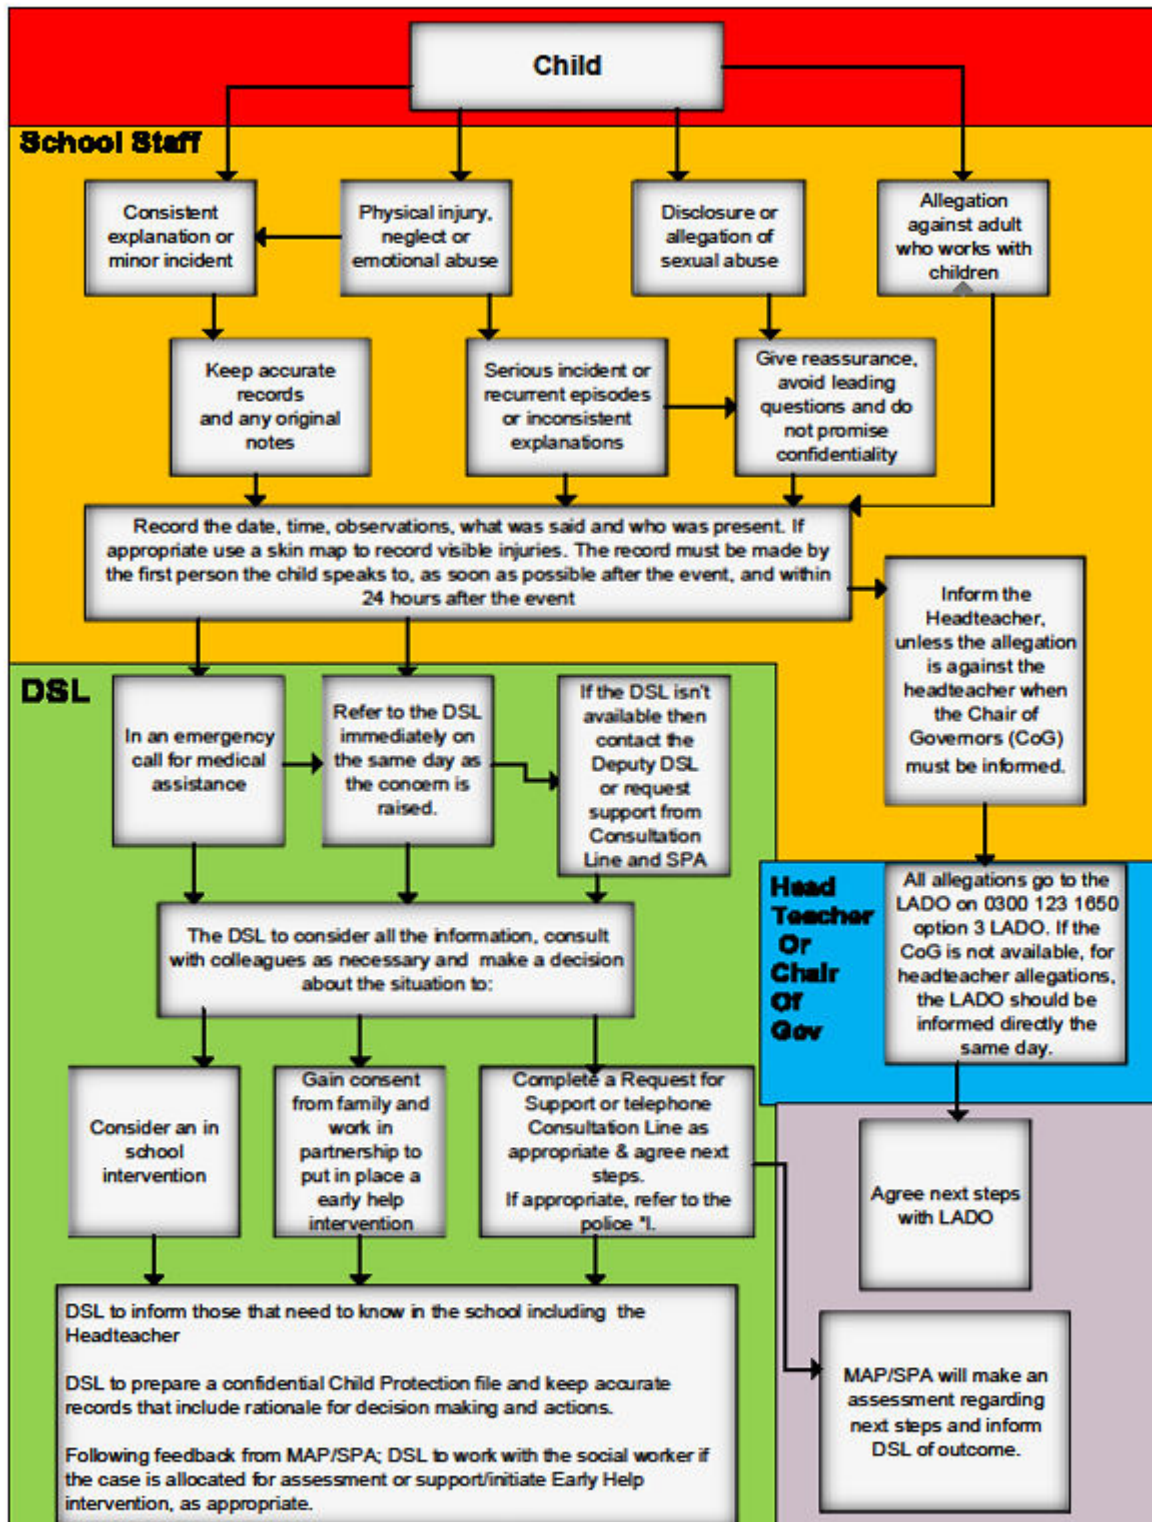 Child
School Staff
Consistent
explanation or
minor incident
Physical injury,
neglect or
emotional abuse
Disclosure or
allegation of
sexual abuse
Allegation
against adult
who works with
children
Keep accurate
records
and any original
notes
Serious incident or
recurrent episodes
or inconsistent
explanations
Give reassurance,
avoid leading
questions and do
not promise
confidentiality
Record the date, time, observations, what was said and who was present. If
appropriate use a skin map to record visible injuries. The record must be made by
the first person the child speaks to, as soon as possible after the event, and within
24 hours after the event
Inform the
Headteacher,
unless the allegation
is against the
headteacher when
the Chair of
Governors (CoG)
must be informed.
DSL
In an emergency
call for medical
assistance
Refer to the DSL
immediately on
the same day as
the concern is
raised.
If the DSL isn't
available then
contact the
Deputy DSL
or request
support from
Consultation
Line and SPA
Head
Teacher
Or
Chair
Of
Gov
All allegations go to the
LADO on 0300 123 1650
option 3 LADO. If the
CoG is not available, for
headteacher allegations,
the LADO should be
informed directly the
same day.
The DSL to consider all the information, consult
with colleagues as necessary and make a decision
about the situation to:
Consider an in
school
intervention
Gain consent
from family and
work in
partnership to
put in place a
early help
intervention
Complete a Request for
Support or telephone
Consultation Line as
appropriate & agree next
steps.
If appropriate, refer to the
police *I.
Agree next steps
with LADO
DSL to inform those that need to know in the school including the
Headteacher
DSL to prepare a confidential Child Protection file and keep accurate
records that include rationale for decision making and actions.
Following feedback from MAP/SPA; DSL to work with the social worker if
the case is allocated for assessment or support/initiate Early Help
intervention, as appropriate.
MAP/SPA will make an
assessment regarding
next steps and inform
DSL of outcome.